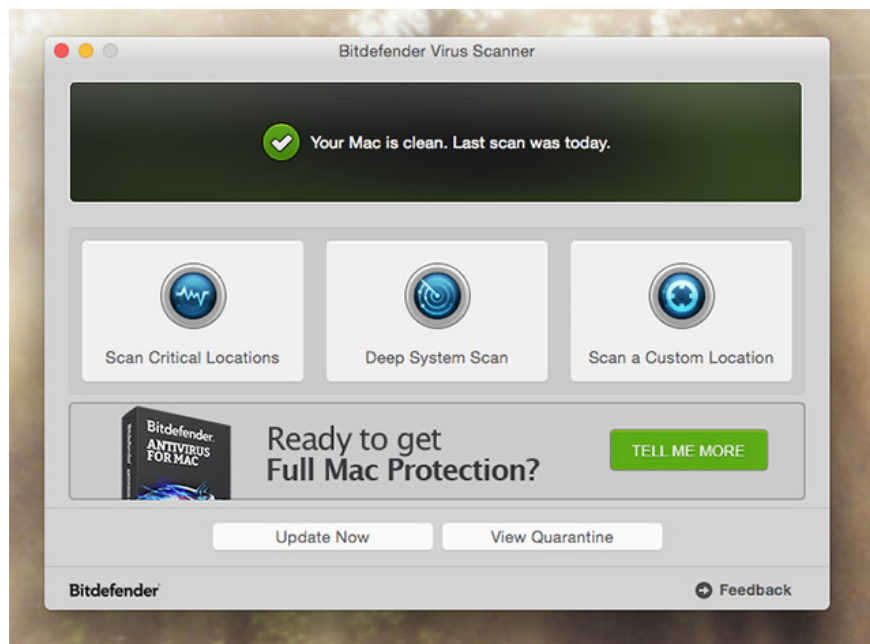 Bitdefender Virus Scanner
Your Mac is clean. Last scan was today.
Scan Critical Locations
Deep System Scan
Scan a Custom Location
Bitdefender
ANTIVIRUS
FOR MAC
Ready to get
Full Mac Protection?
TELL ME MORE
Update Now
View Quarantine
Bitdefender
Feedback